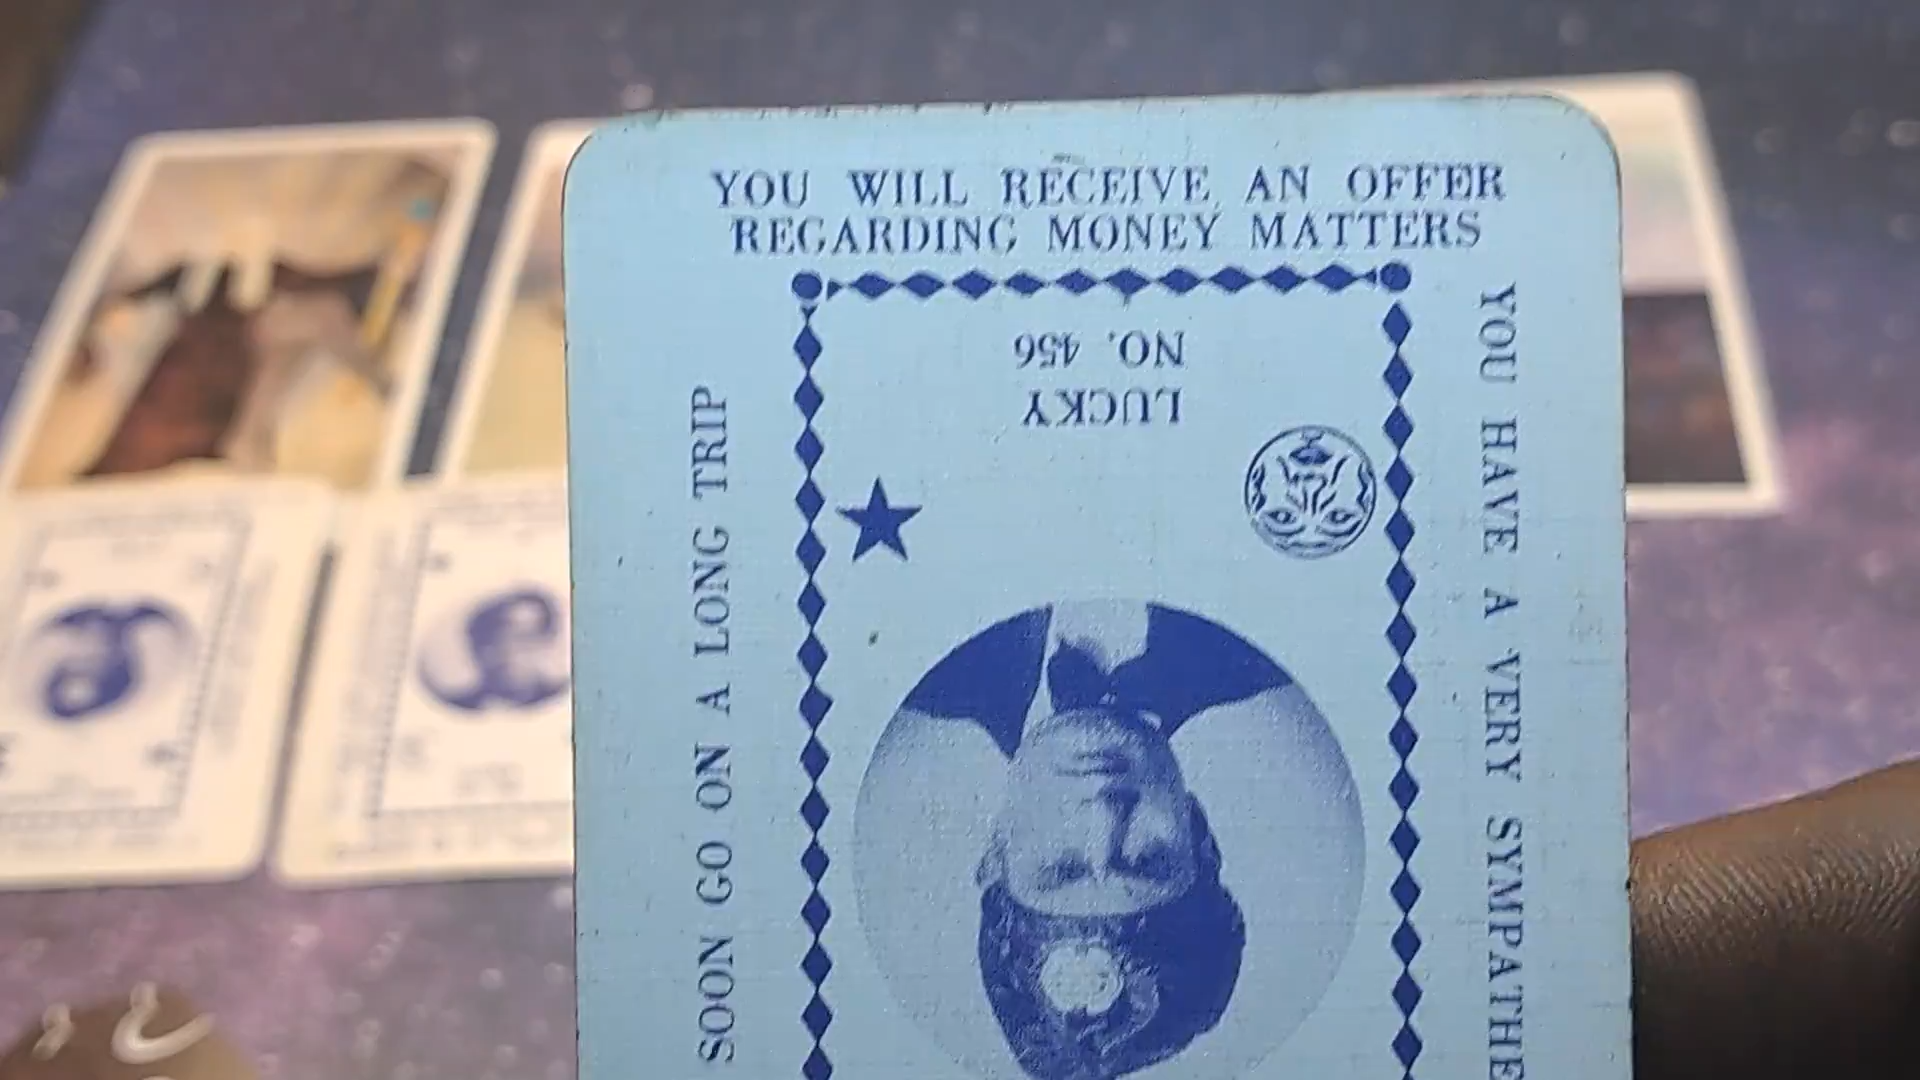 YOU WILL RECEIVE AN OFFER
REGARDING MONEY MATTERS
LUCKY
NO. 456
SOON GO ON A LONG TRIP
YOU HAVE A VERY SYMPATHE